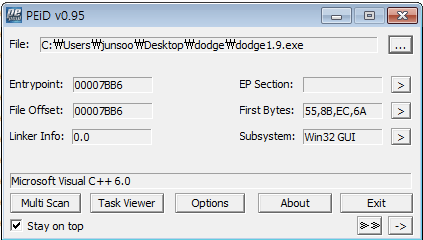 PEiD v0.95
File: C:₩Users₩junsoo₩Desktop₩dodge₩dodge1.9.exe ...
Entrypoint: 00007BB6 EP Section: >
File Offset: 00007BB6 First Bytes: 55,8B,EC,6A >
Linker Info: 0.0 Subsystem: Win32 GUI >
Microsoft Visual C++ 6.0
Multi Scan Task Viewer Options About Exit
Stay on top >> ->